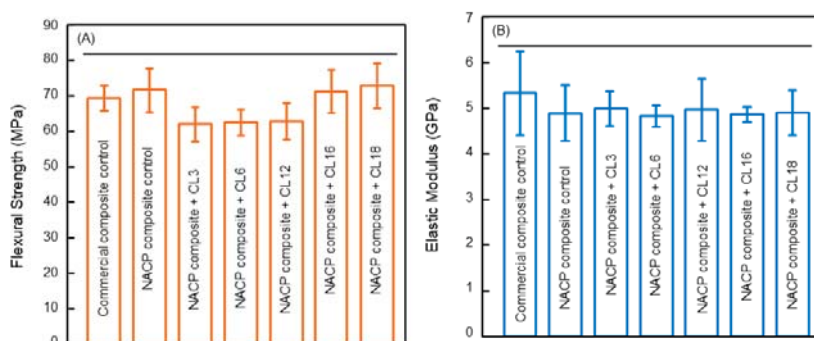 (A)
Flexural Strength (MPa)
90
80
70
60
50
40
30
20
10
0
Commercial composite control
NACP composite control
NACP composite + CL3
NACP composite + CL6
NACP composite + CL12
NACP composite + CL16
NACP composite + CL18
(B)
Elastic Modulus (GPa)
7
6
5
4
3
2
1
0
Commercial composite control
NACP composite control
NACP composite + CL3
NACP composite + CL6
NACP composite + CL12
NACP composite + CL16
NACP composite + CL18